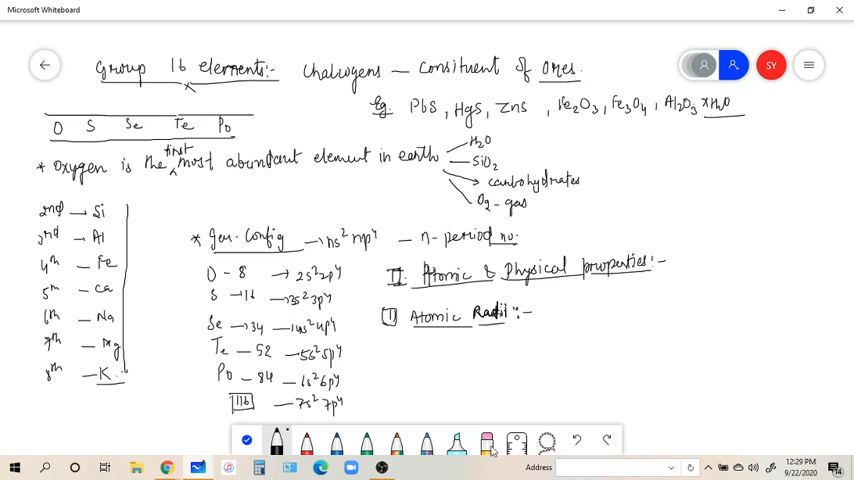 Microsoft Whiteboard
Group 16 elements:- Chalcogens – constituent of Ores.
Eg. PbS, HgS, ZnS, Fe2O3, Fe3O4, Al2O3 xH2O
O S Se Te Po
* Oxygen is the first most abundant element in earth
H2O
SiO2
carbohydrates
O2 - gas
2nd → Si
3rd → Al
4th – Fe
5th – Ca
6th – Na
7th – Mg
8th – K.
* Gen-Config → ns2 np4 – n-period no.
O - 8 → 2s2 2p4
S – 16 → 3s2 3p4
Se – 34 → 4s2 4p4
Te – 52 → 5s2 5p4
Po – 84 – 6s2 6p4
116 – 7s2 7p4
II. Atomic & Physical properties:-
1 Atomic Radii:-
SY
Address
12:29 PM
9/22/2020
14